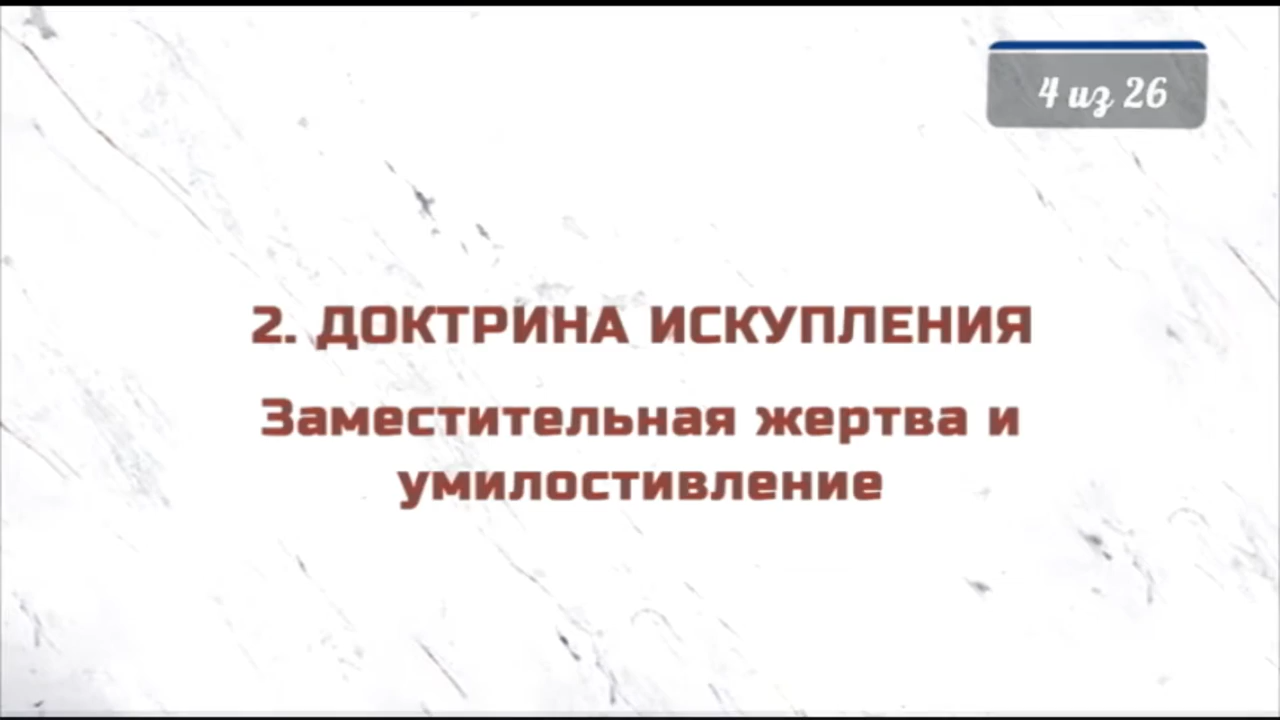 4 из 26
2. ДОКТРИНА ИСКУПЛЕНИЯ
Заместительная жертва и
умилостивление